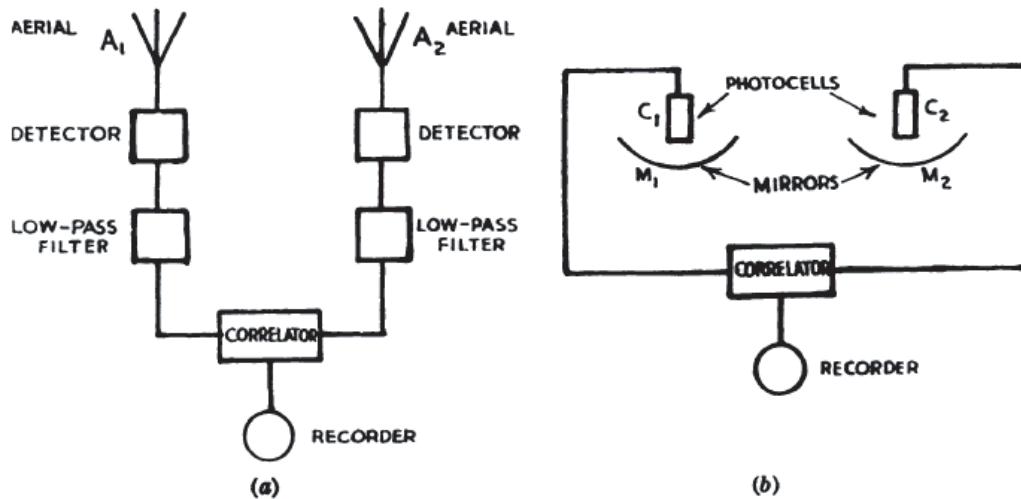 AERIAL A1
A2 AERIAL
DETECTOR
DETECTOR
LOW-PASS
FILTER
LOW-PASS
FILTER
CORRELATOR
RECORDER
(a)
PHOTOCELLS
C1
C2
M1
MIRRORS
M2
CORRELATOR
RECORDER
(b)